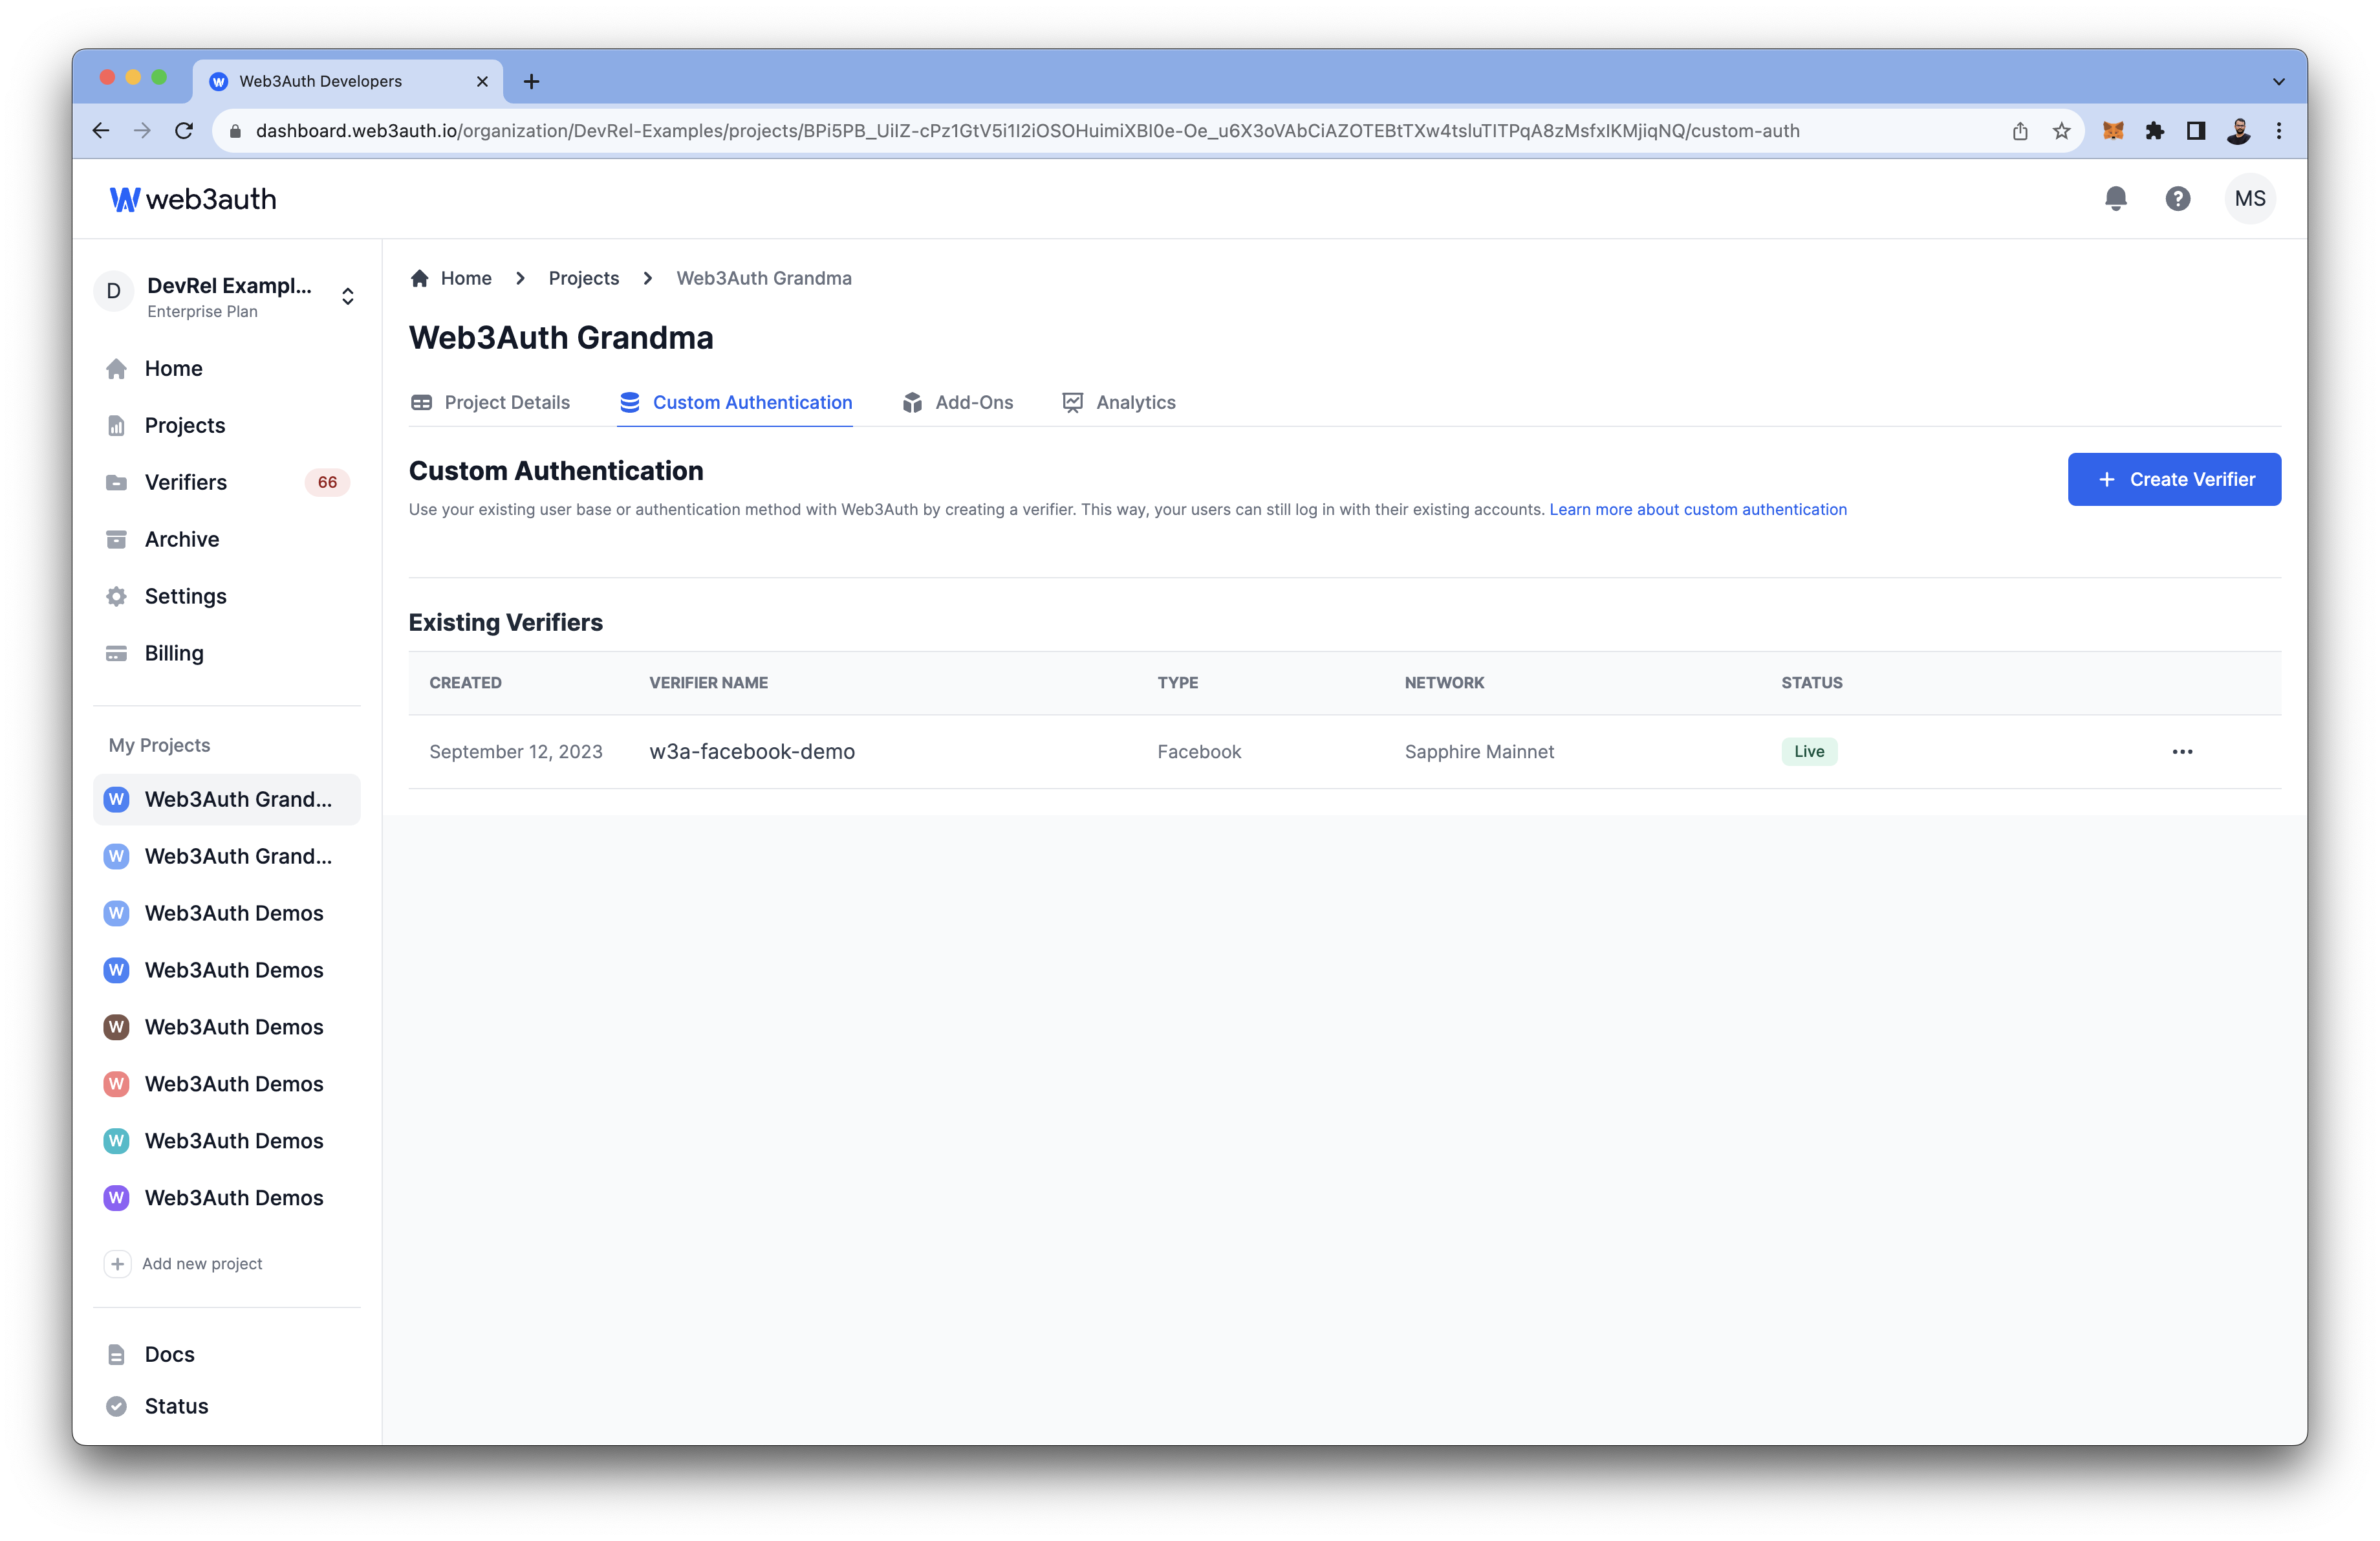 Web3Auth Developers
dashboard.web3auth.io/organization/DevRel-Examples/projects/BPi5PB_UiIZ-cPz1GtV5i1I2iOSOHuimiXBI0e-Oe_u6X3oVAbCiAZOTEBtTXw4tsluTITPqA8zMsfxIKMjiqNQ/custom-auth
web3auth
MS
D
DevRel Exampl...
Enterprise Plan
Home
Projects
Verifiers 66
Archive
Settings
Billing
My Projects
W Web3Auth Grand...
W Web3Auth Grand...
W Web3Auth Demos
W Web3Auth Demos
W Web3Auth Demos
W Web3Auth Demos
W Web3Auth Demos
W Web3Auth Demos
Add new project
Docs
Status
Home > Projects > Web3Auth Grandma
Web3Auth Grandma
Project Details Custom Authentication Add-Ons Analytics
Custom Authentication
+ Create Verifier
Use your existing user base or authentication method with Web3Auth by creating a verifier. This way, your users can still log in with their existing accounts. Learn more about custom authentication
Existing Verifiers
CREATED VERIFIER NAME TYPE NETWORK STATUS
September 12, 2023 w3a-facebook-demo Facebook Sapphire Mainnet Live